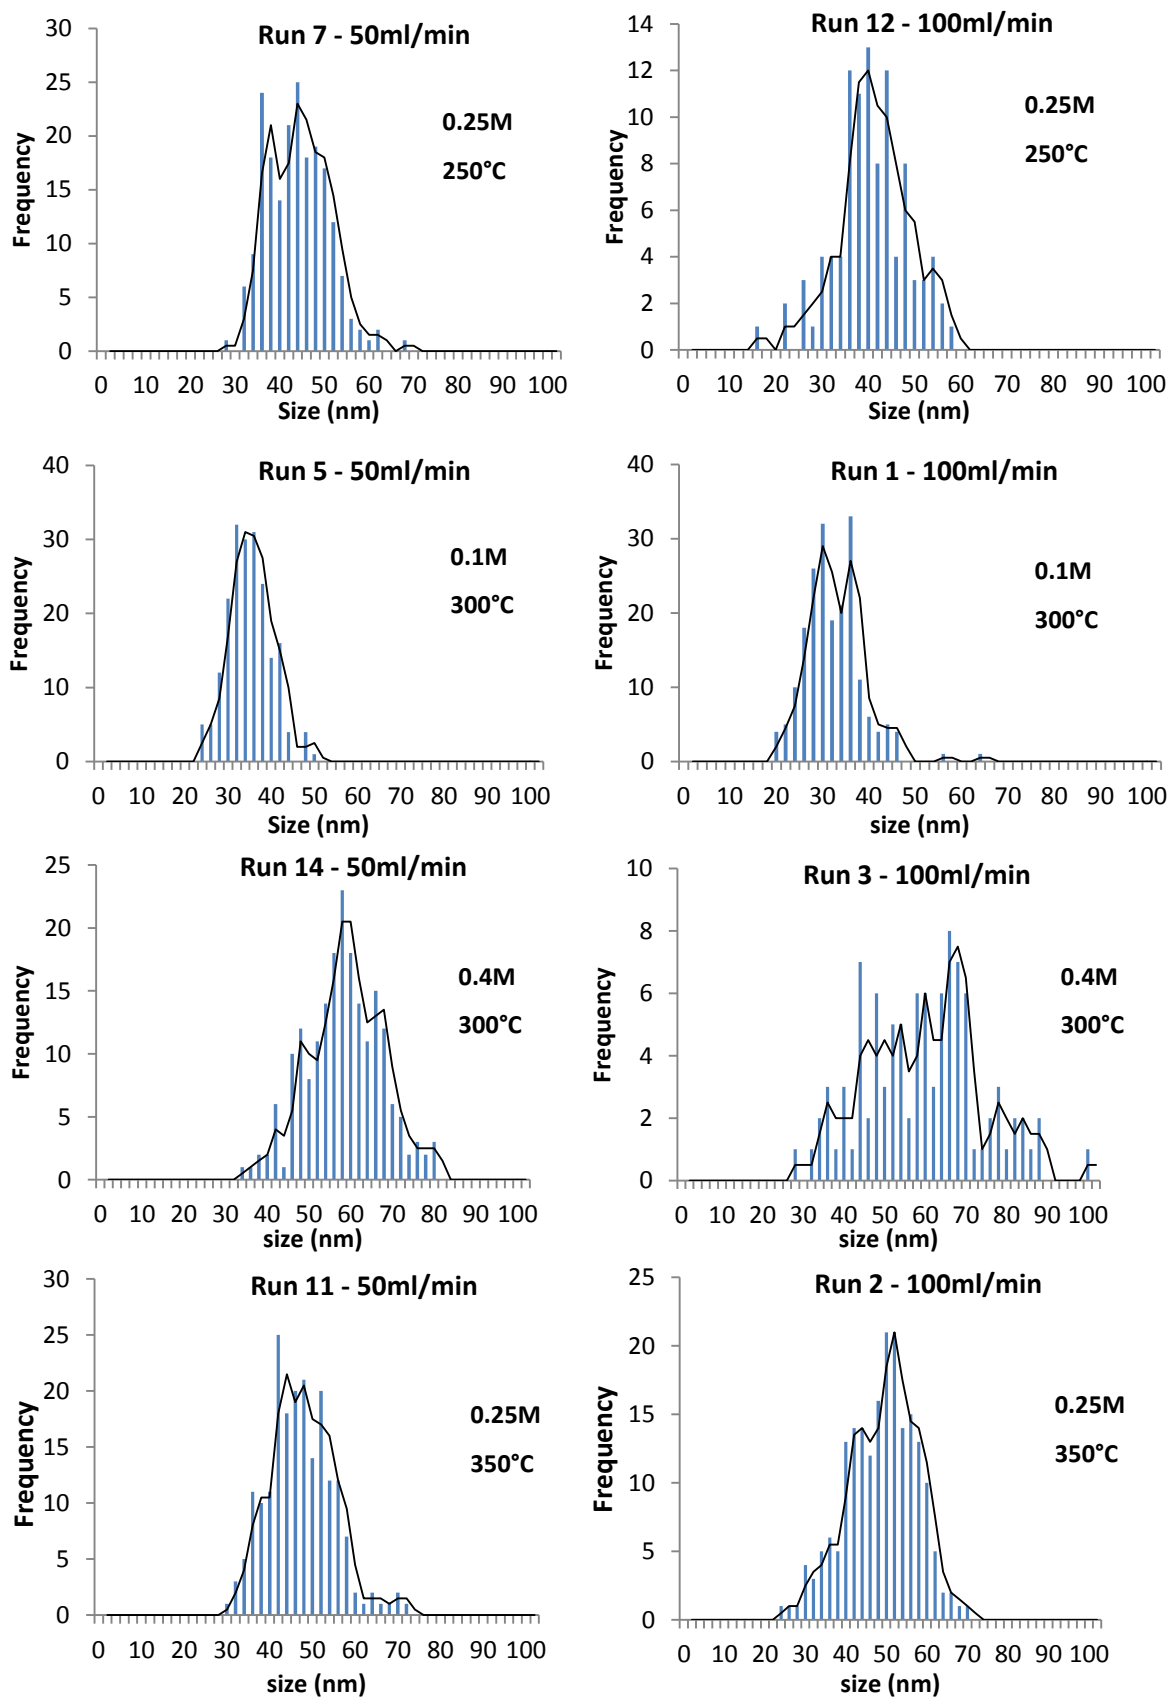 Run 7 - 50ml/min
30
25
20
15
10
5
0
Frequency
0.25M
250°C
0 10 20 30 40 50 60 70 80 90 100
Size (nm)
Run 12 - 100ml/min
14
12
10
8
6
4
2
0
Frequency
0.25M
250°C
0 10 20 30 40 50 60 70 80 90 100
Size (nm)
Run 5 - 50ml/min
40
30
20
10
0
Frequency
0.1M
300°C
0 10 20 30 40 50 60 70 80 90 100
Size (nm)
Run 1 - 100ml/min
40
30
20
10
0
Frequency
0.1M
300°C
0 10 20 30 40 50 60 70 80 90 100
size (nm)
Run 14 - 50ml/min
25
20
15
10
5
0
Frequency
0.4M
300°C
0 10 20 30 40 50 60 70 80 90 100
size (nm)
Run 3 - 100ml/min
10
8
6
4
2
0
Frequency
0.4M
300°C
0 10 20 30 40 50 60 70 80 90 100
size (nm)
Run 11 - 50ml/min
30
25
20
15
10
5
0
Frequency
0.25M
350°C
0 10 20 30 40 50 60 70 80 90 100
size (nm)
Run 2 - 100ml/min
25
20
15
10
5
0
Frequency
0.25M
350°C
0 10 20 30 40 50 60 70 80 90 100
size (nm)